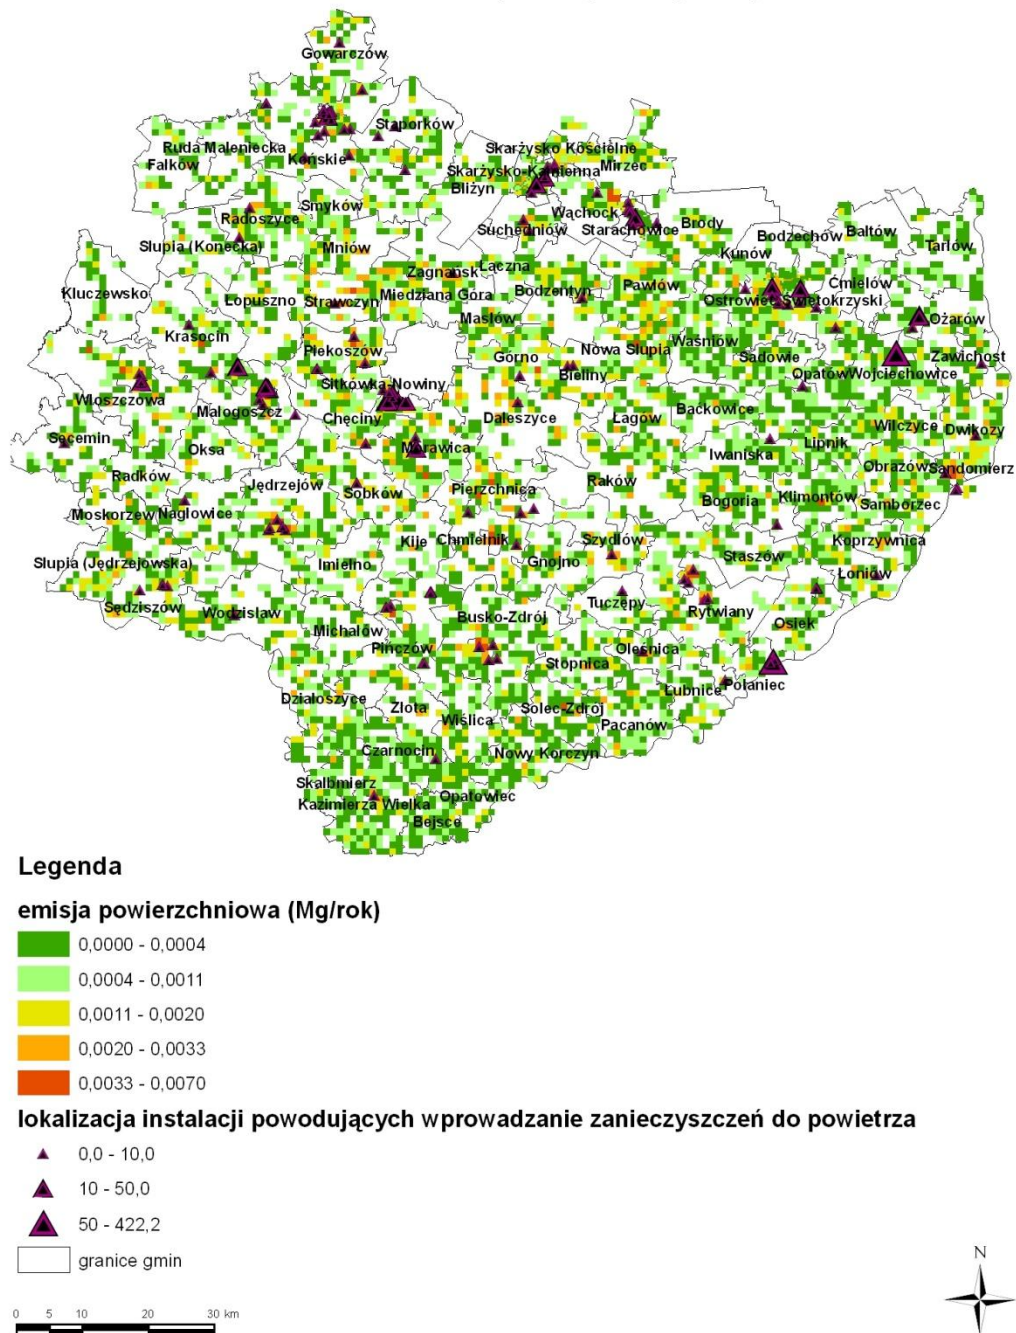 Gowarczów
Stąporków
Ruda Maleniecka
Fałków
Końskie
Skarżysko Kościelne
Skarżysko-Kamienna
Mirzec
Bliżyn
Smyków
Radoszyce
Wąchock
Brody
Suchedniów
Starachowice
Słupia (Konecka)
Mniów
Bodzechów
Bałtów
Tarłów
Kunów
Łączna
Zagnańsk
Kluczewsko
Łopuszno
Strawczyn
Miedziana Góra
Bodzentyn
Pawłów
Ćmielów
Ostrowiec Świętokrzyski
Masłów
Ożarów
Krasocin
Piekoszów
Górno
Nowa Słupia
Waśniów
Sadowie
Zawichost
Bieliny
Opatów
Wojciechowice
Sitkówka-Nowiny
Włoszczowa
Małogoszcz
Chęciny
Daleszyce
Łagów
Baćkowice
Wilczyce
Dwikozy
Secemin
Oksa
Morawica
Iwaniska
Lipnik
Obrazów
Sandomierz
Radków
Jędrzejów
Sobków
Pierzchnica
Raków
Bogoria
Klimontów
Samborzec
Moskorzew
Nagłowice
Kije
Chmielnik
Szydłów
Koprzywnica
Słupia (Jędrzejowska)
Imielno
Gnojno
Staszów
Łoniów
Sędziszów
Wodzisław
Tuczępy
Rytwiany
Busko-Zdrój
Osiek
Michałów
Pińczów
Stopnica
Oleśnica
Łubnice
Połaniec
Działoszyce
Złota
Wiślica
Solec-Zdrój
Pacanów
Czarnocin
Nowy Korczyn
Skalbmierz
Kazimierza Wielka
Opatowiec
Bejsce
Legenda
emisja powierzchniowa (Mg/rok)
0,0000 - 0,0004
0,0004 - 0,0011
0,0011 - 0,0020
0,0020 - 0,0033
0,0033 - 0,0070
lokalizacja instalacji powodujących wprowadzanie zanieczyszczeń do powietrza
0,0 - 10,0
10 - 50,0
50 - 422,2
granice gmin
N
0 5 10 20 30 km